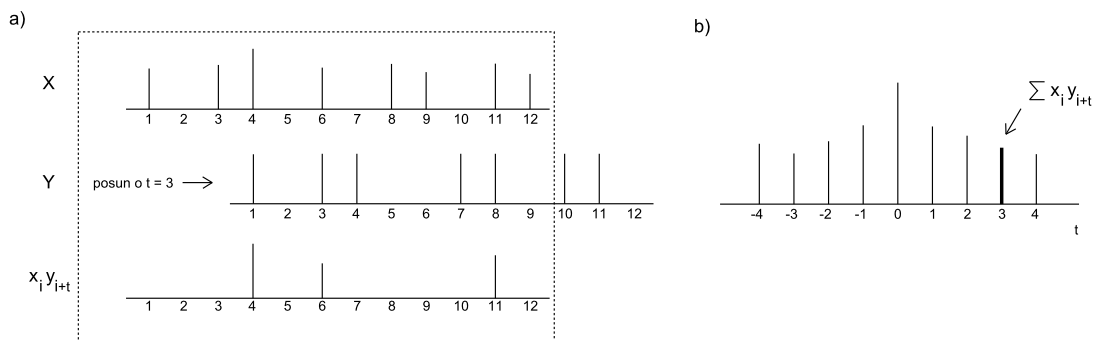 a)
X
1 2 3 4 5 6 7 8 9 10 11 12
Y
posun o t = 3
1 2 3 4 5 6 7 8 9 10 11 12
x_i y_{i+t}
1 2 3 4 5 6 7 8 9 10 11 12
b)
∑ x_i y_{i+t}
-4 -3 -2 -1 0 1 2 3 4
t